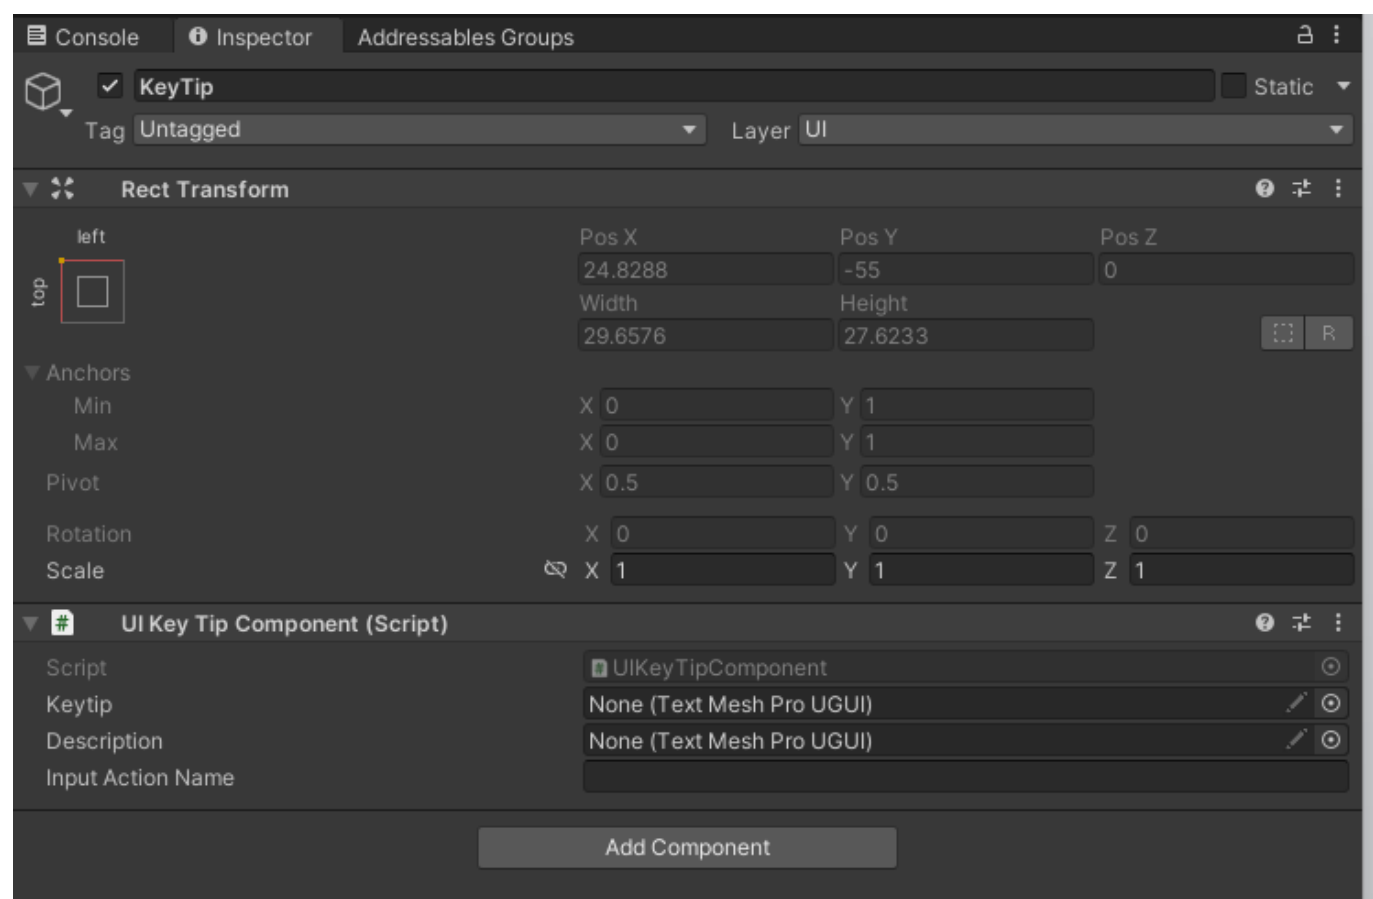 Console Inspector Addressables Groups
KeyTip Static
Tag Untagged Layer UI
Rect Transform
left
top
Pos X Pos Y Pos Z
24.8288 -55 0
Width Height
29.6576 27.6233
R
Anchors
Min X 0 Y 1
Max X 0 Y 1
Pivot X 0.5 Y 0.5
Rotation X 0 Y 0 Z 0
Scale X 1 Y 1 Z 1
# UI Key Tip Component (Script)
Script UIKeyTipComponent
Keytip None (Text Mesh Pro UGUI)
Description None (Text Mesh Pro UGUI)
Input Action Name
Add Component